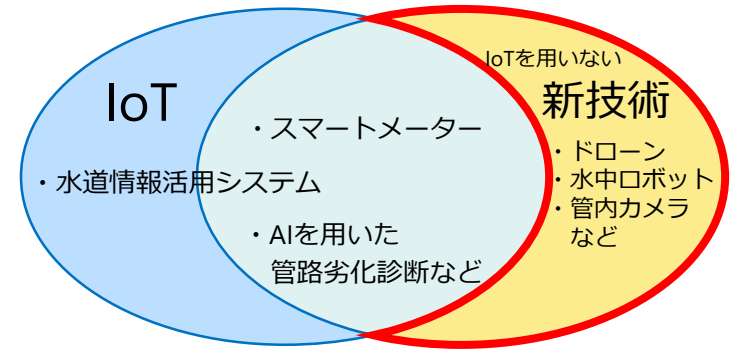 IoT
・水道情報活用システム
・スマートメーター
・AIを用いた
管路劣化診断など
IoTを用いない
新技術
・ドローン
・水中ロボット
・管内カメラ
など